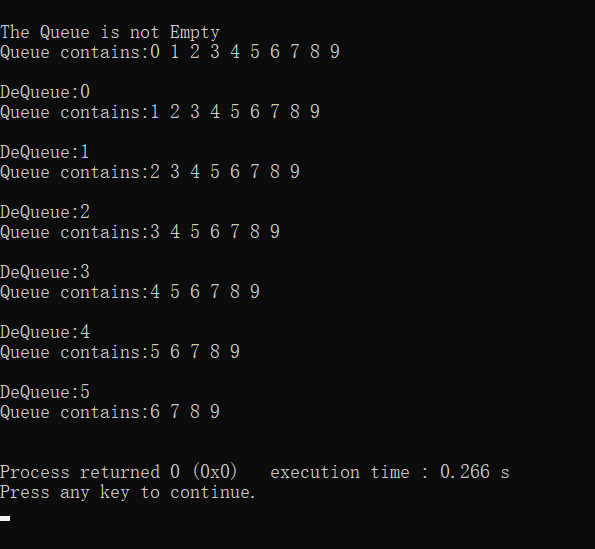 The Queue is not Empty
Queue contains:0 1 2 3 4 5 6 7 8 9
DeQueue:0
Queue contains:1 2 3 4 5 6 7 8 9
DeQueue:1
Queue contains:2 3 4 5 6 7 8 9
DeQueue:2
Queue contains:3 4 5 6 7 8 9
DeQueue:3
Queue contains:4 5 6 7 8 9
DeQueue:4
Queue contains:5 6 7 8 9
DeQueue:5
Queue contains:6 7 8 9
Process returned 0 (0x0)   execution time : 0.266 s
Press any key to continue.